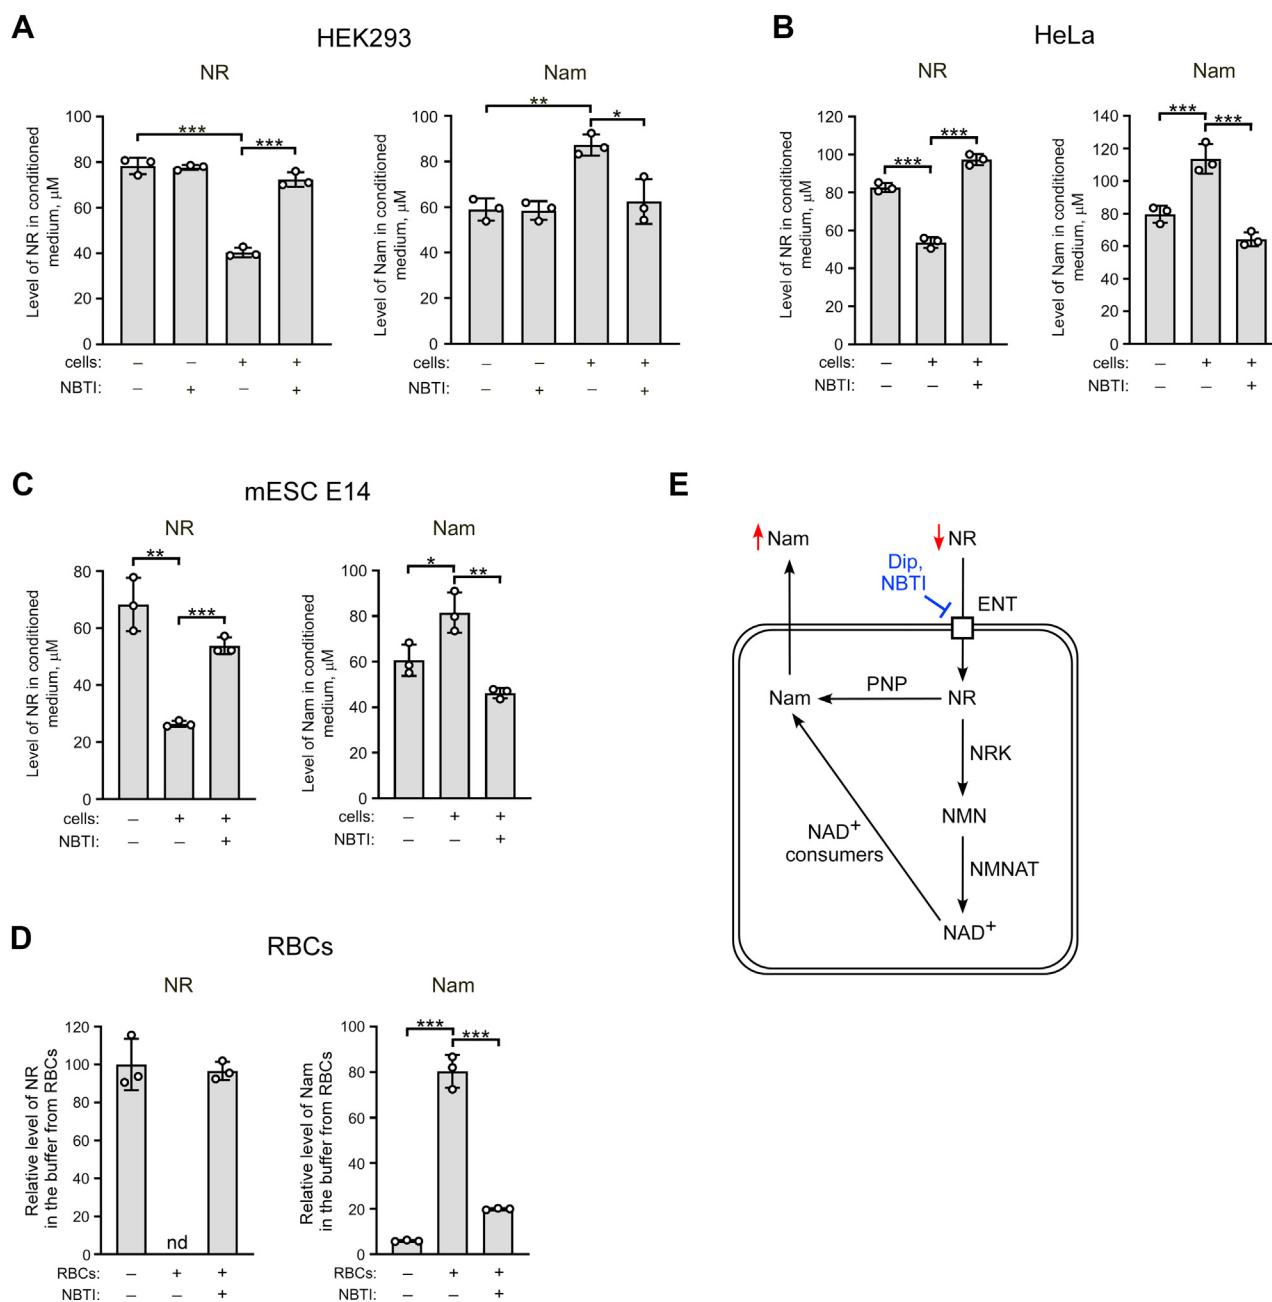 A
HEK293
NR
Level of NR in conditioned
medium, μM
100
80
60
40
20
0
***
***
cells: – – + +
NBTI: – + – +
Nam
Level of Nam in conditioned
medium, μM
100
80
60
40
20
0
**
*
– – + +
– + – +
B
HeLa
NR
Level of NR in conditioned
medium, μM
120
100
80
60
40
20
0
***
***
cells: – + +
NBTI: – – +
Nam
Level of Nam in conditioned
medium, μM
140
120
100
80
60
40
20
0
***
***
cells: – + +
NBTI: – – +
C
mESC E14
NR
Level of NR in conditioned
medium, μM
80
60
40
20
0
**
***
cells: – + +
NBTI: – – +
Nam
Level of Nam in conditioned
medium, μM
100
80
60
40
20
0
*
**
cells: – + +
NBTI: – – +
D
RBCs
NR
Relative level of NR
in the buffer from RBCs
120
100
80
60
40
20
0
nd
RBCs: – + +
NBTI: – – +
Nam
Relative level of Nam
in the buffer from RBCs
100
80
60
40
20
0
***
***
RBCs: – + +
NBTI: – – +
E
Nam
NR
Dip,
NBTI
ENT
Nam
PNP
NR
NRK
NMN
NAD+
consumers
NMNAT
NAD+